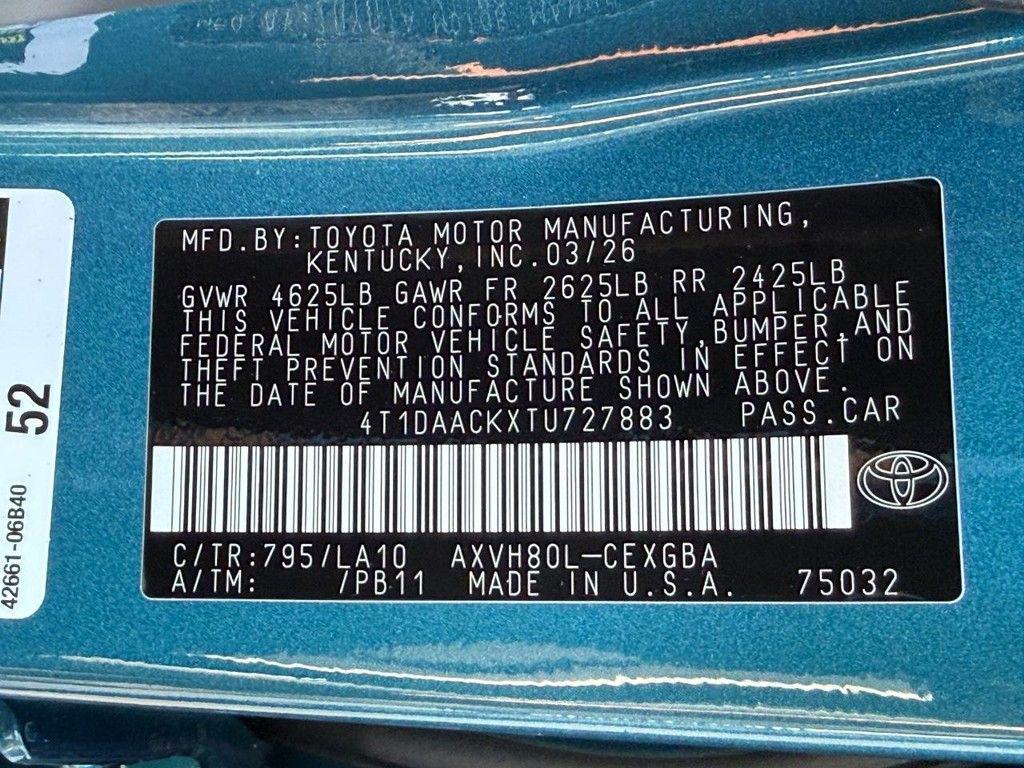 MFD.BY:TOYOTA MOTOR MANUFACTURING,
KENTUCKY, INC.03/26
GVWR 4625LB GAWR FR 2625LB RR 2425LB
THIS VEHICLE CONFORMS TO ALL APPLICABLE
FEDERAL MOTOR VEHICLE SAFETY,BUMPER,AND
THEFT PREVENTION STANDARDS IN EFFECT ON
THE DATE OF MANUFACTURE SHOWN ABOVE.
4T1DAACKXTU727883 PASS.CAR
C/TR:795/LA10 AXVH80L-CEXGBA
A/TM: /PB11 MADE IN U.S.A. 75032
52
42661-06B40